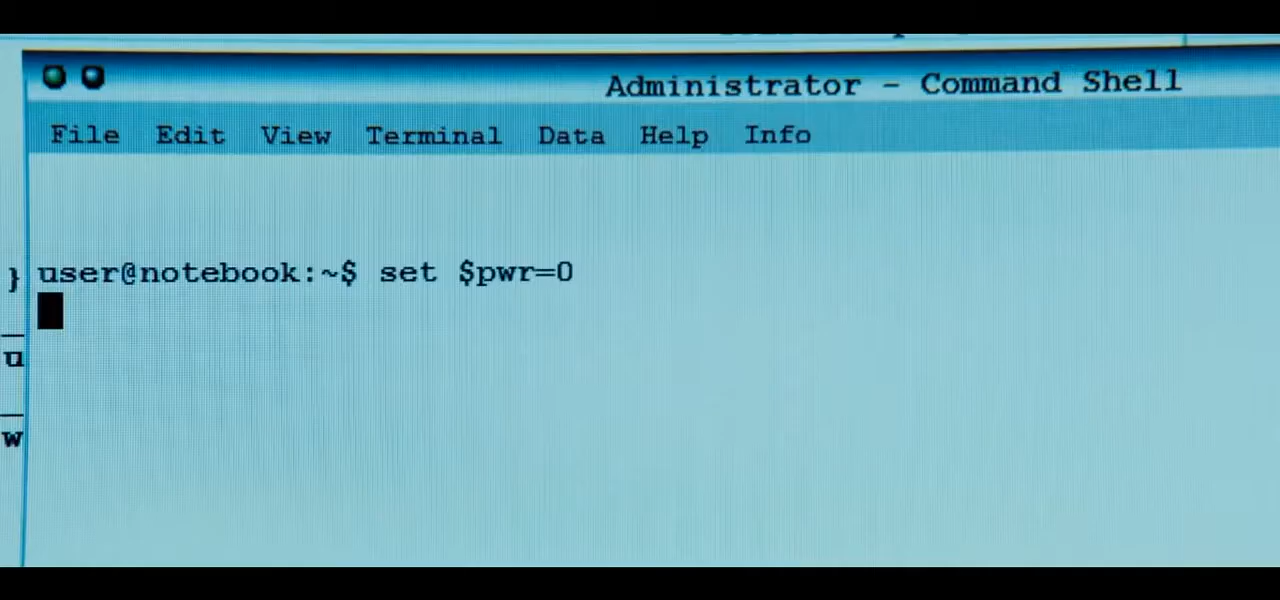 Administrator - Command Shell
File Edit View Terminal Data Help Info
} user@notebook:~$ set $pwr=0
u
w